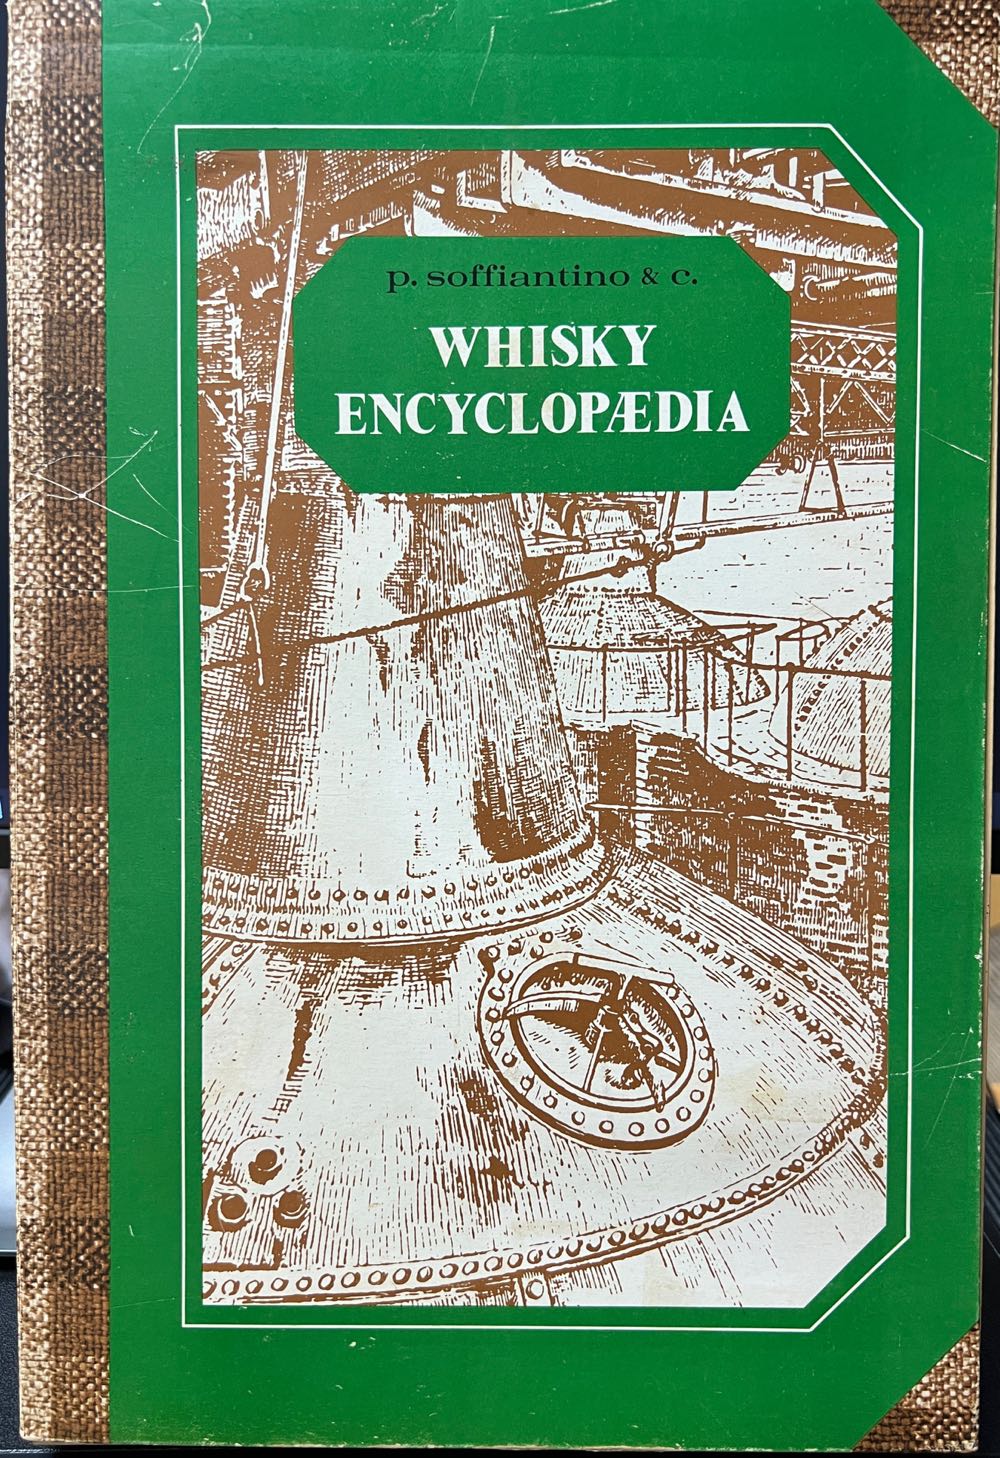 p. soffiantino & c.
WHISKY
ENCYCLOPÆDIA